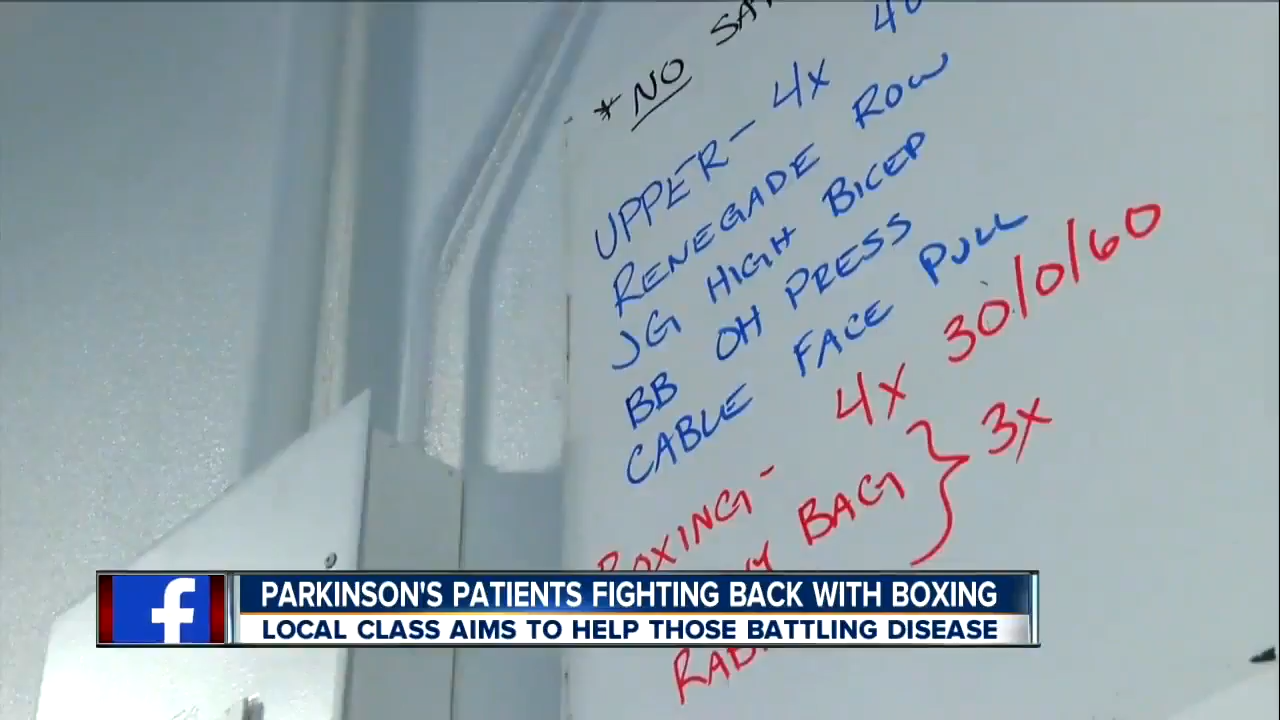 *NO
UPPER- 4X
RENEGADE ROW
JG HIGH BICEP
BB OH PRESS
CABLE FACE PULL
4X 30/0/60
BOXING-
BAG } 3X
f
PARKINSON'S PATIENTS FIGHTING BACK WITH BOXING
LOCAL CLASS AIMS TO HELP THOSE BATTLING DISEASE